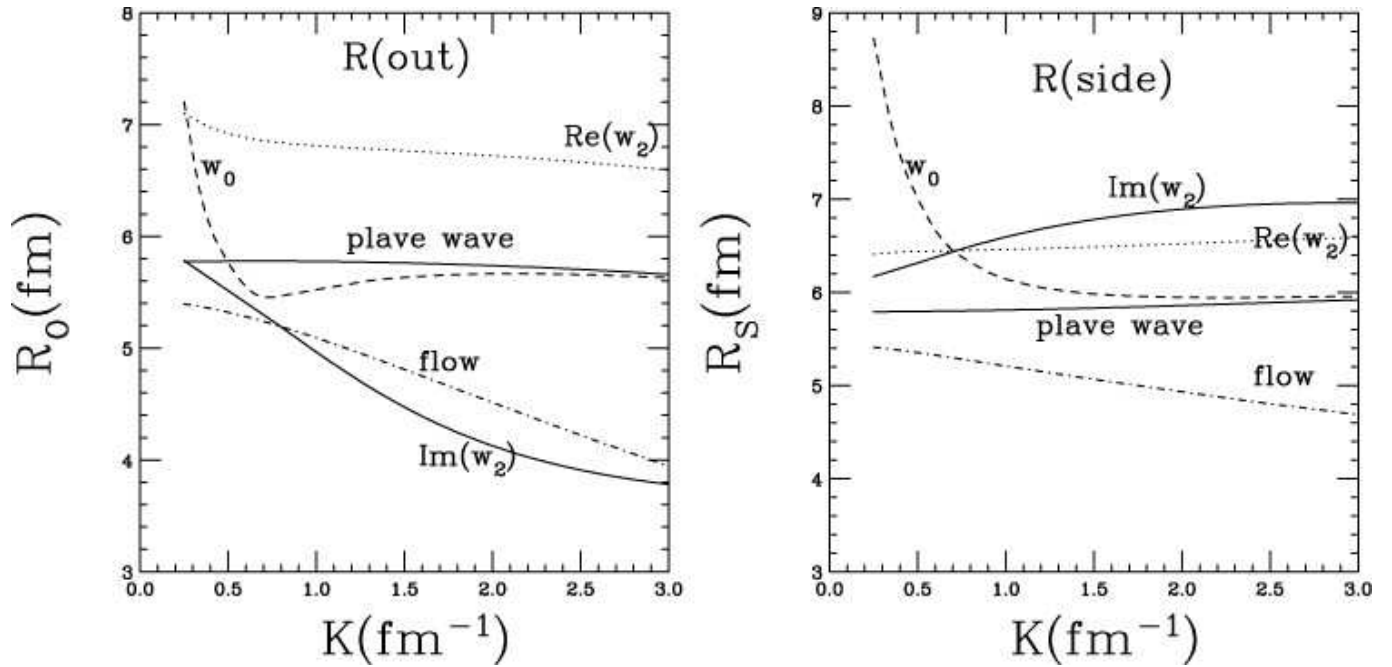 R(out)
Re(w2)
w0
plave wave
flow
Im(w2)
8
7
6
5
4
3
0.0 0.5 1.0 1.5 2.0 2.5 3.0
R_O(fm)
K(fm⁻¹)
R(side)
w0
Im(w2)
Re(w2)
plave wave
flow
9
8
7
6
5
4
3
0.0 0.5 1.0 1.5 2.0 2.5 3.0
R_S(fm)
K(fm⁻¹)